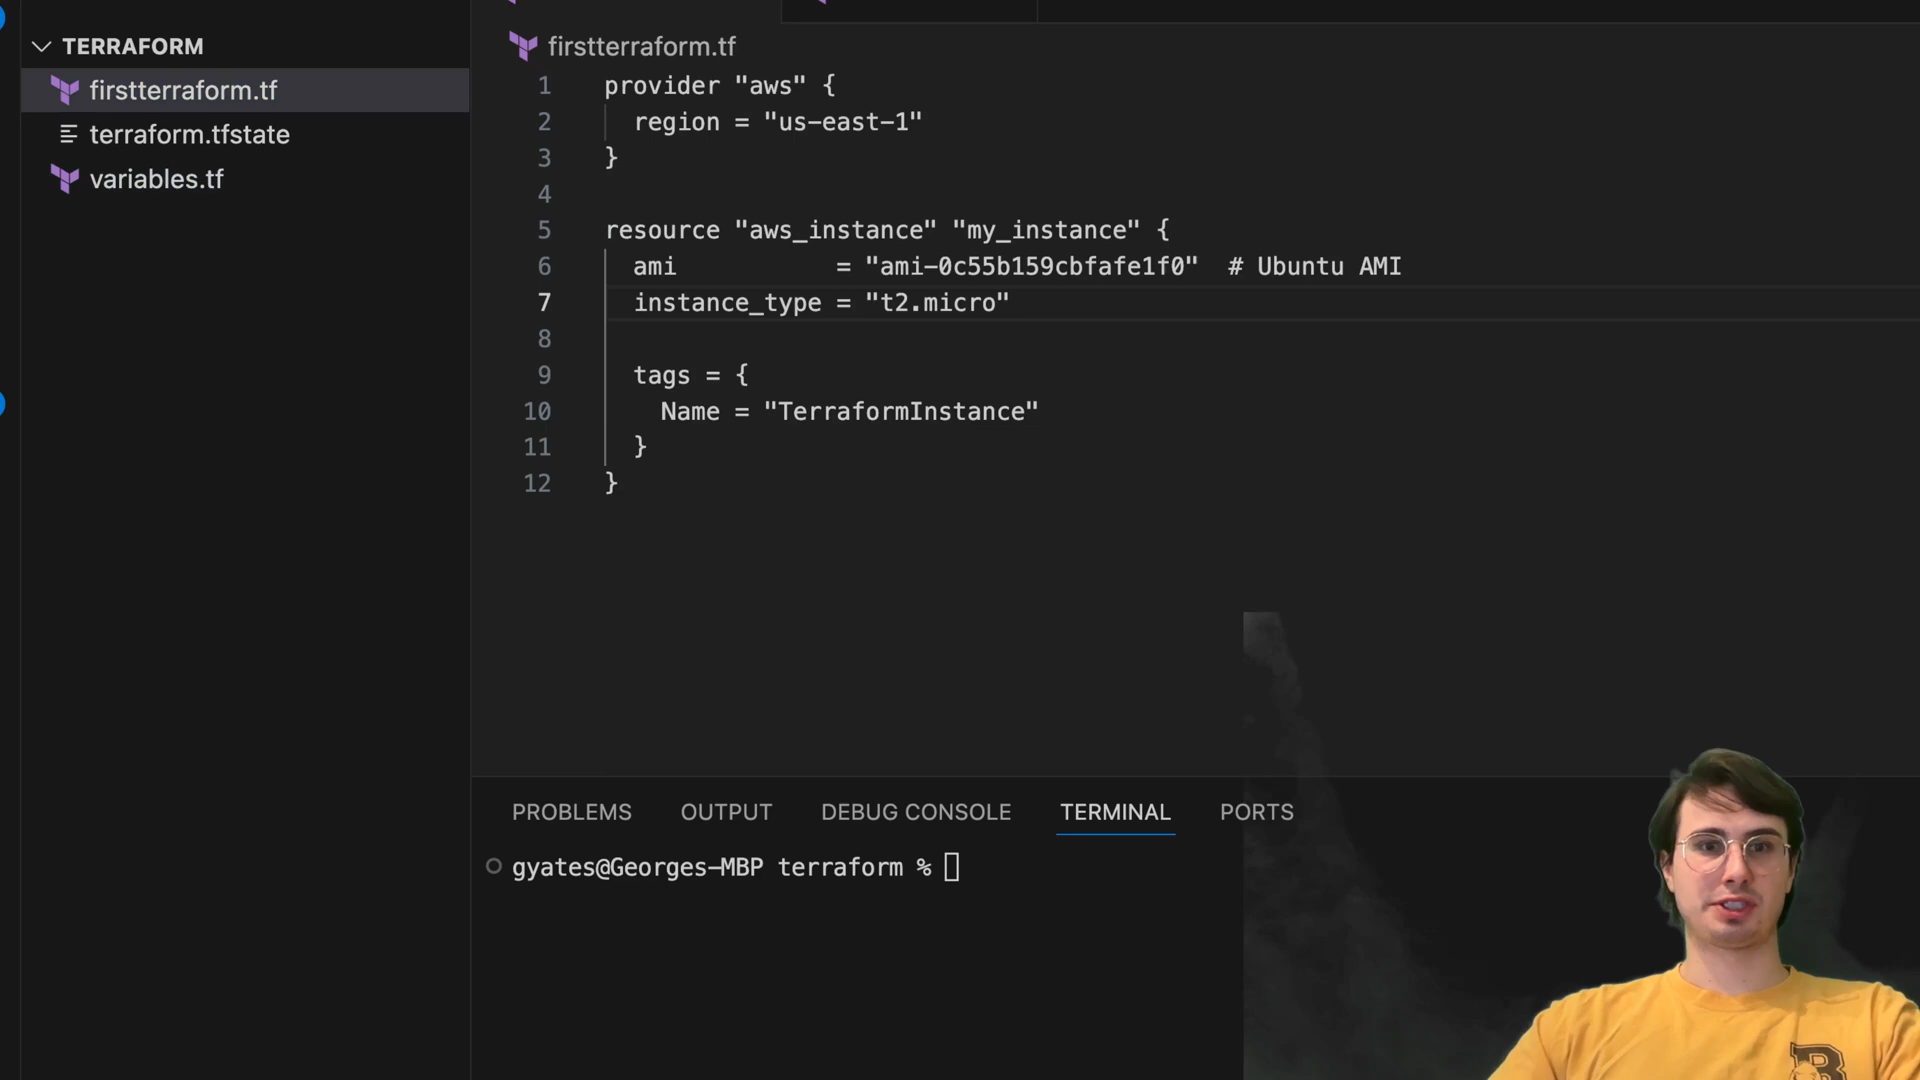 TERRAFORM
firstterraform.tf
terraform.tfstate
variables.tf
firstterraform.tf
1 provider "aws" {
2 region = "us-east-1"
3 }
4
5 resource "aws_instance" "my_instance" {
6 ami = "ami-0c55b159cbfafe1f0" # Ubuntu AMI
7 instance_type = "t2.micro"
8
9 tags = {
10 Name = "TerraformInstance"
11 }
12 }
PROBLEMS OUTPUT DEBUG CONSOLE TERMINAL PORTS
gyates@Georges-MBP terraform %
B